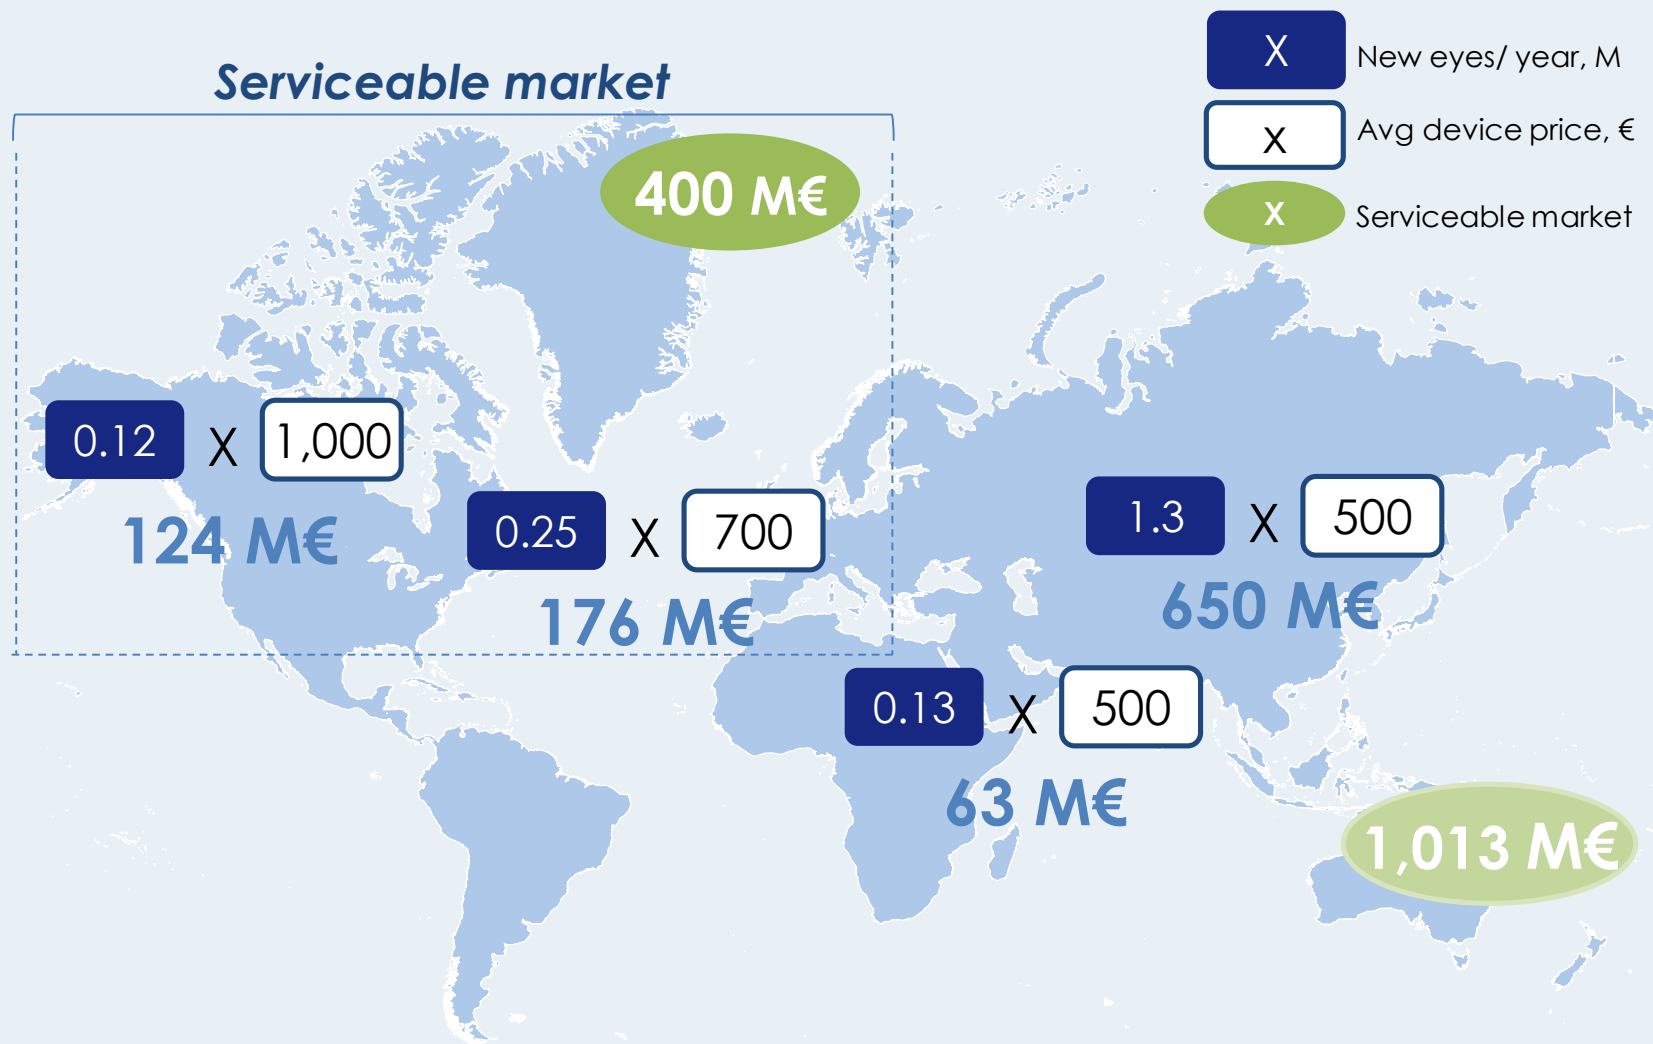 Serviceable market
X New eyes/ year, M
x Avg device price, €
x Serviceable market
400 M€
0.12 X 1,000
124 M€
0.25 X 700
176 M€
1.3 X 500
650 M€
0.13 X 500
63 M€
1,013 M€